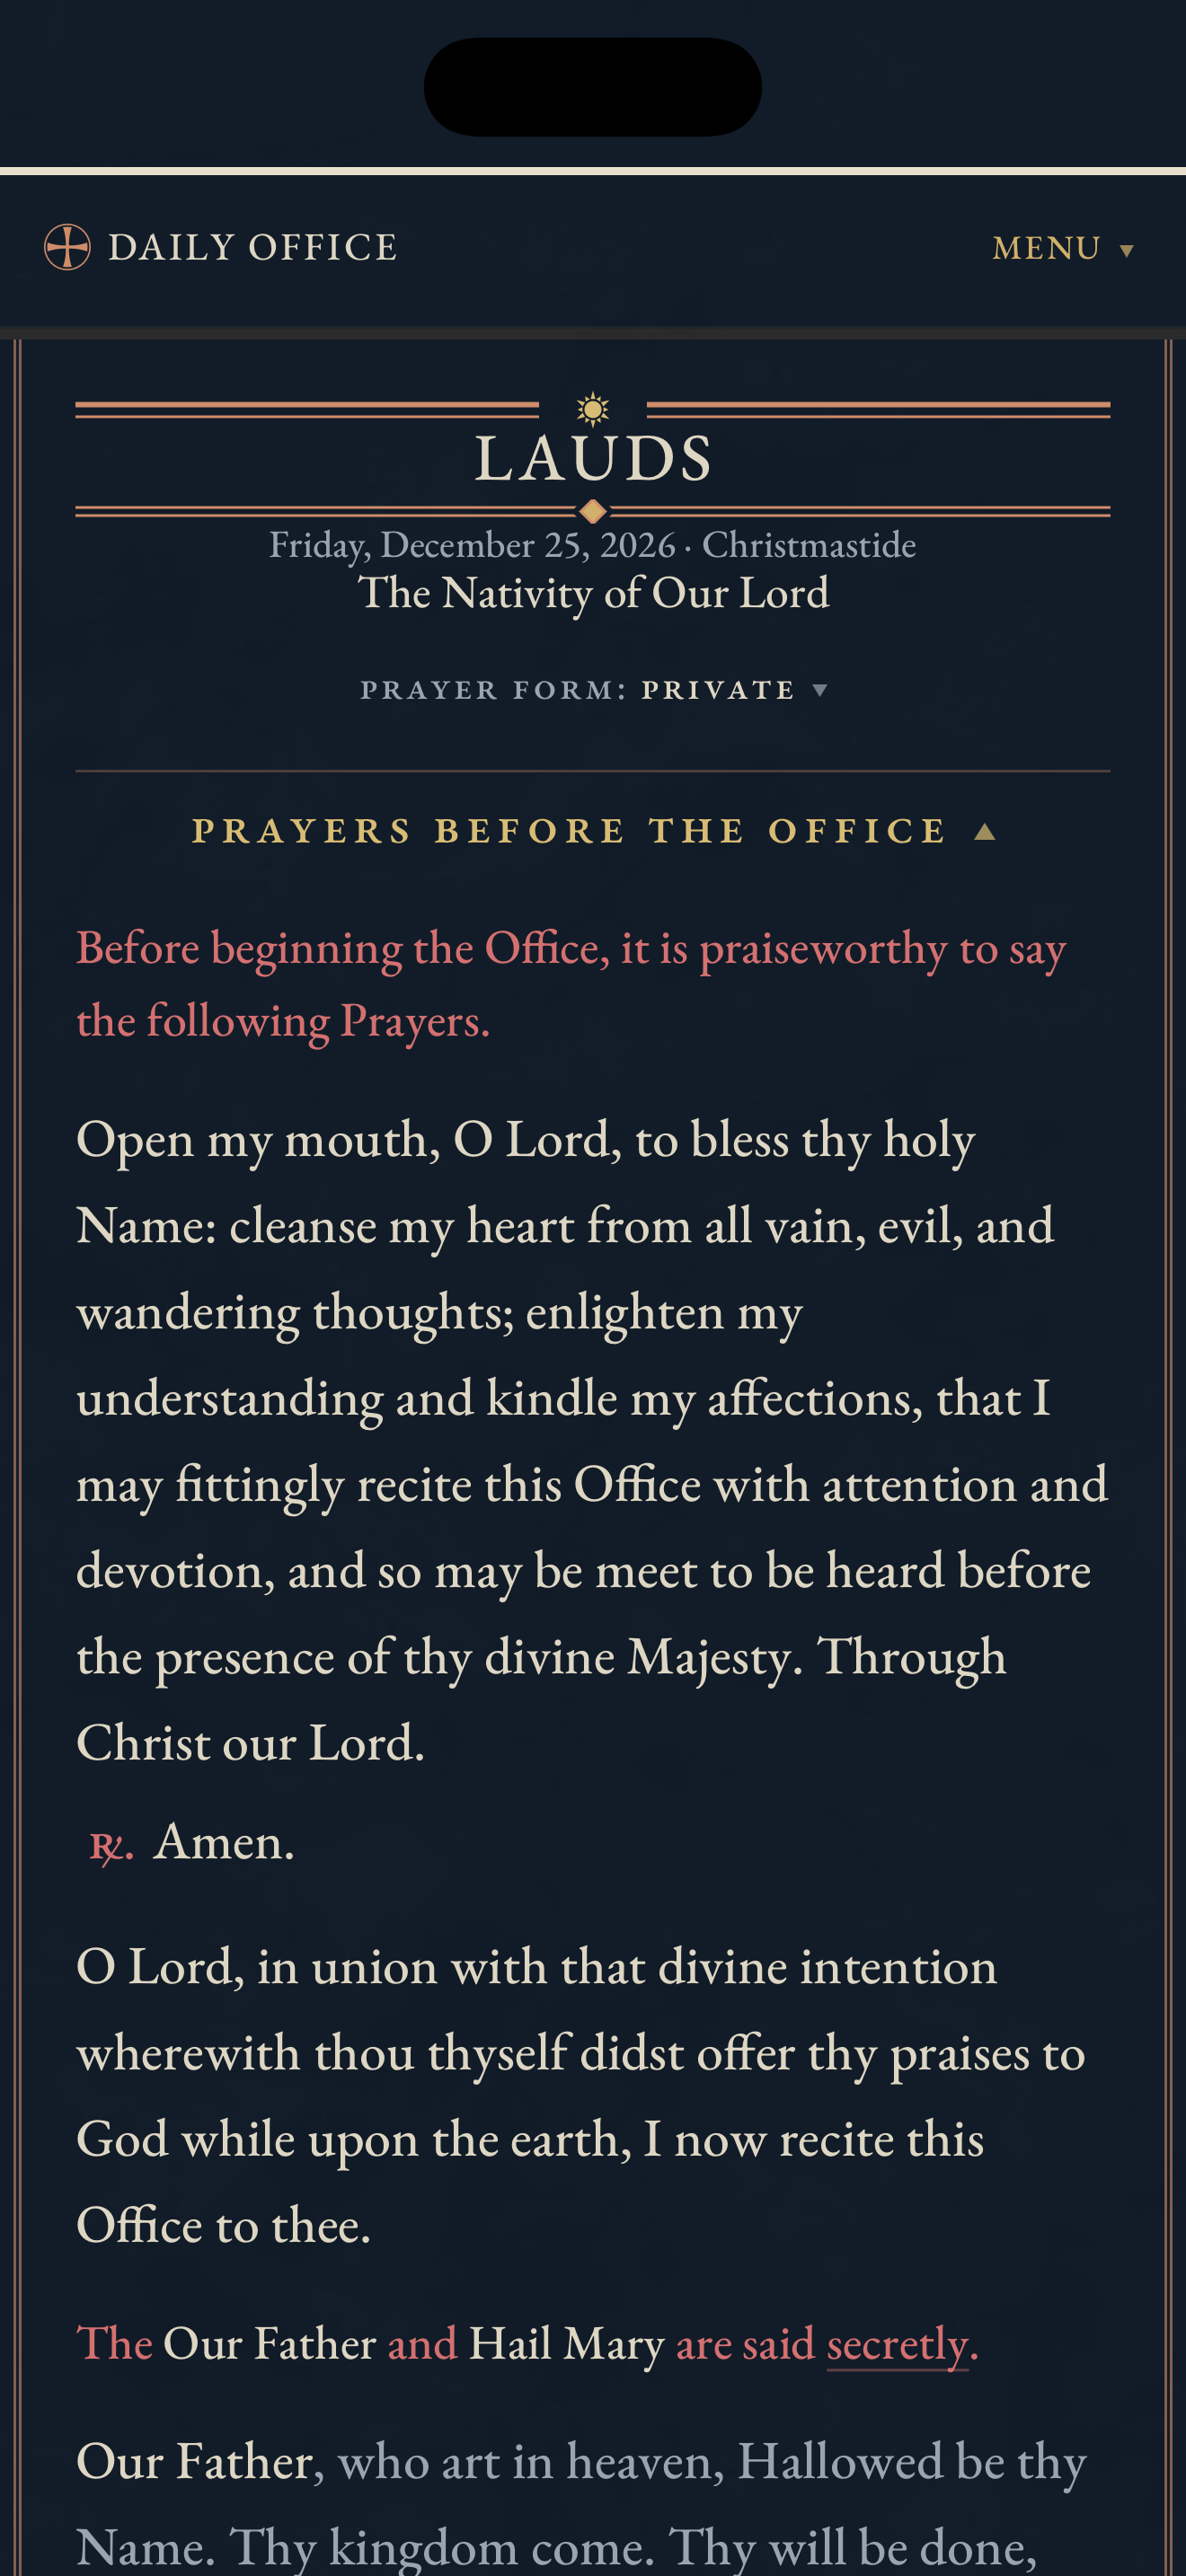 DAILY OFFICE
MENU ▼
LAUDS
Friday, December 25, 2026 · Christmastide
The Nativity of Our Lord
PRAYER FORM: PRIVATE ▼
PRAYERS BEFORE THE OFFICE ▲
Before beginning the Office, it is praiseworthy to say
the following Prayers.
Open my mouth, O Lord, to bless thy holy
Name: cleanse my heart from all vain, evil, and
wandering thoughts; enlighten my
understanding and kindle my affections, that I
may fittingly recite this Office with attention and
devotion, and so may be meet to be heard before
the presence of thy divine Majesty. Through
Christ our Lord.
℟. Amen.
O Lord, in union with that divine intention
wherewith thou thyself didst offer thy praises to
God while upon the earth, I now recite this
Office to thee.
The Our Father and Hail Mary are said secretly.
Our Father, who art in heaven, Hallowed be thy
Name. Thy kingdom come. Thy will be done,